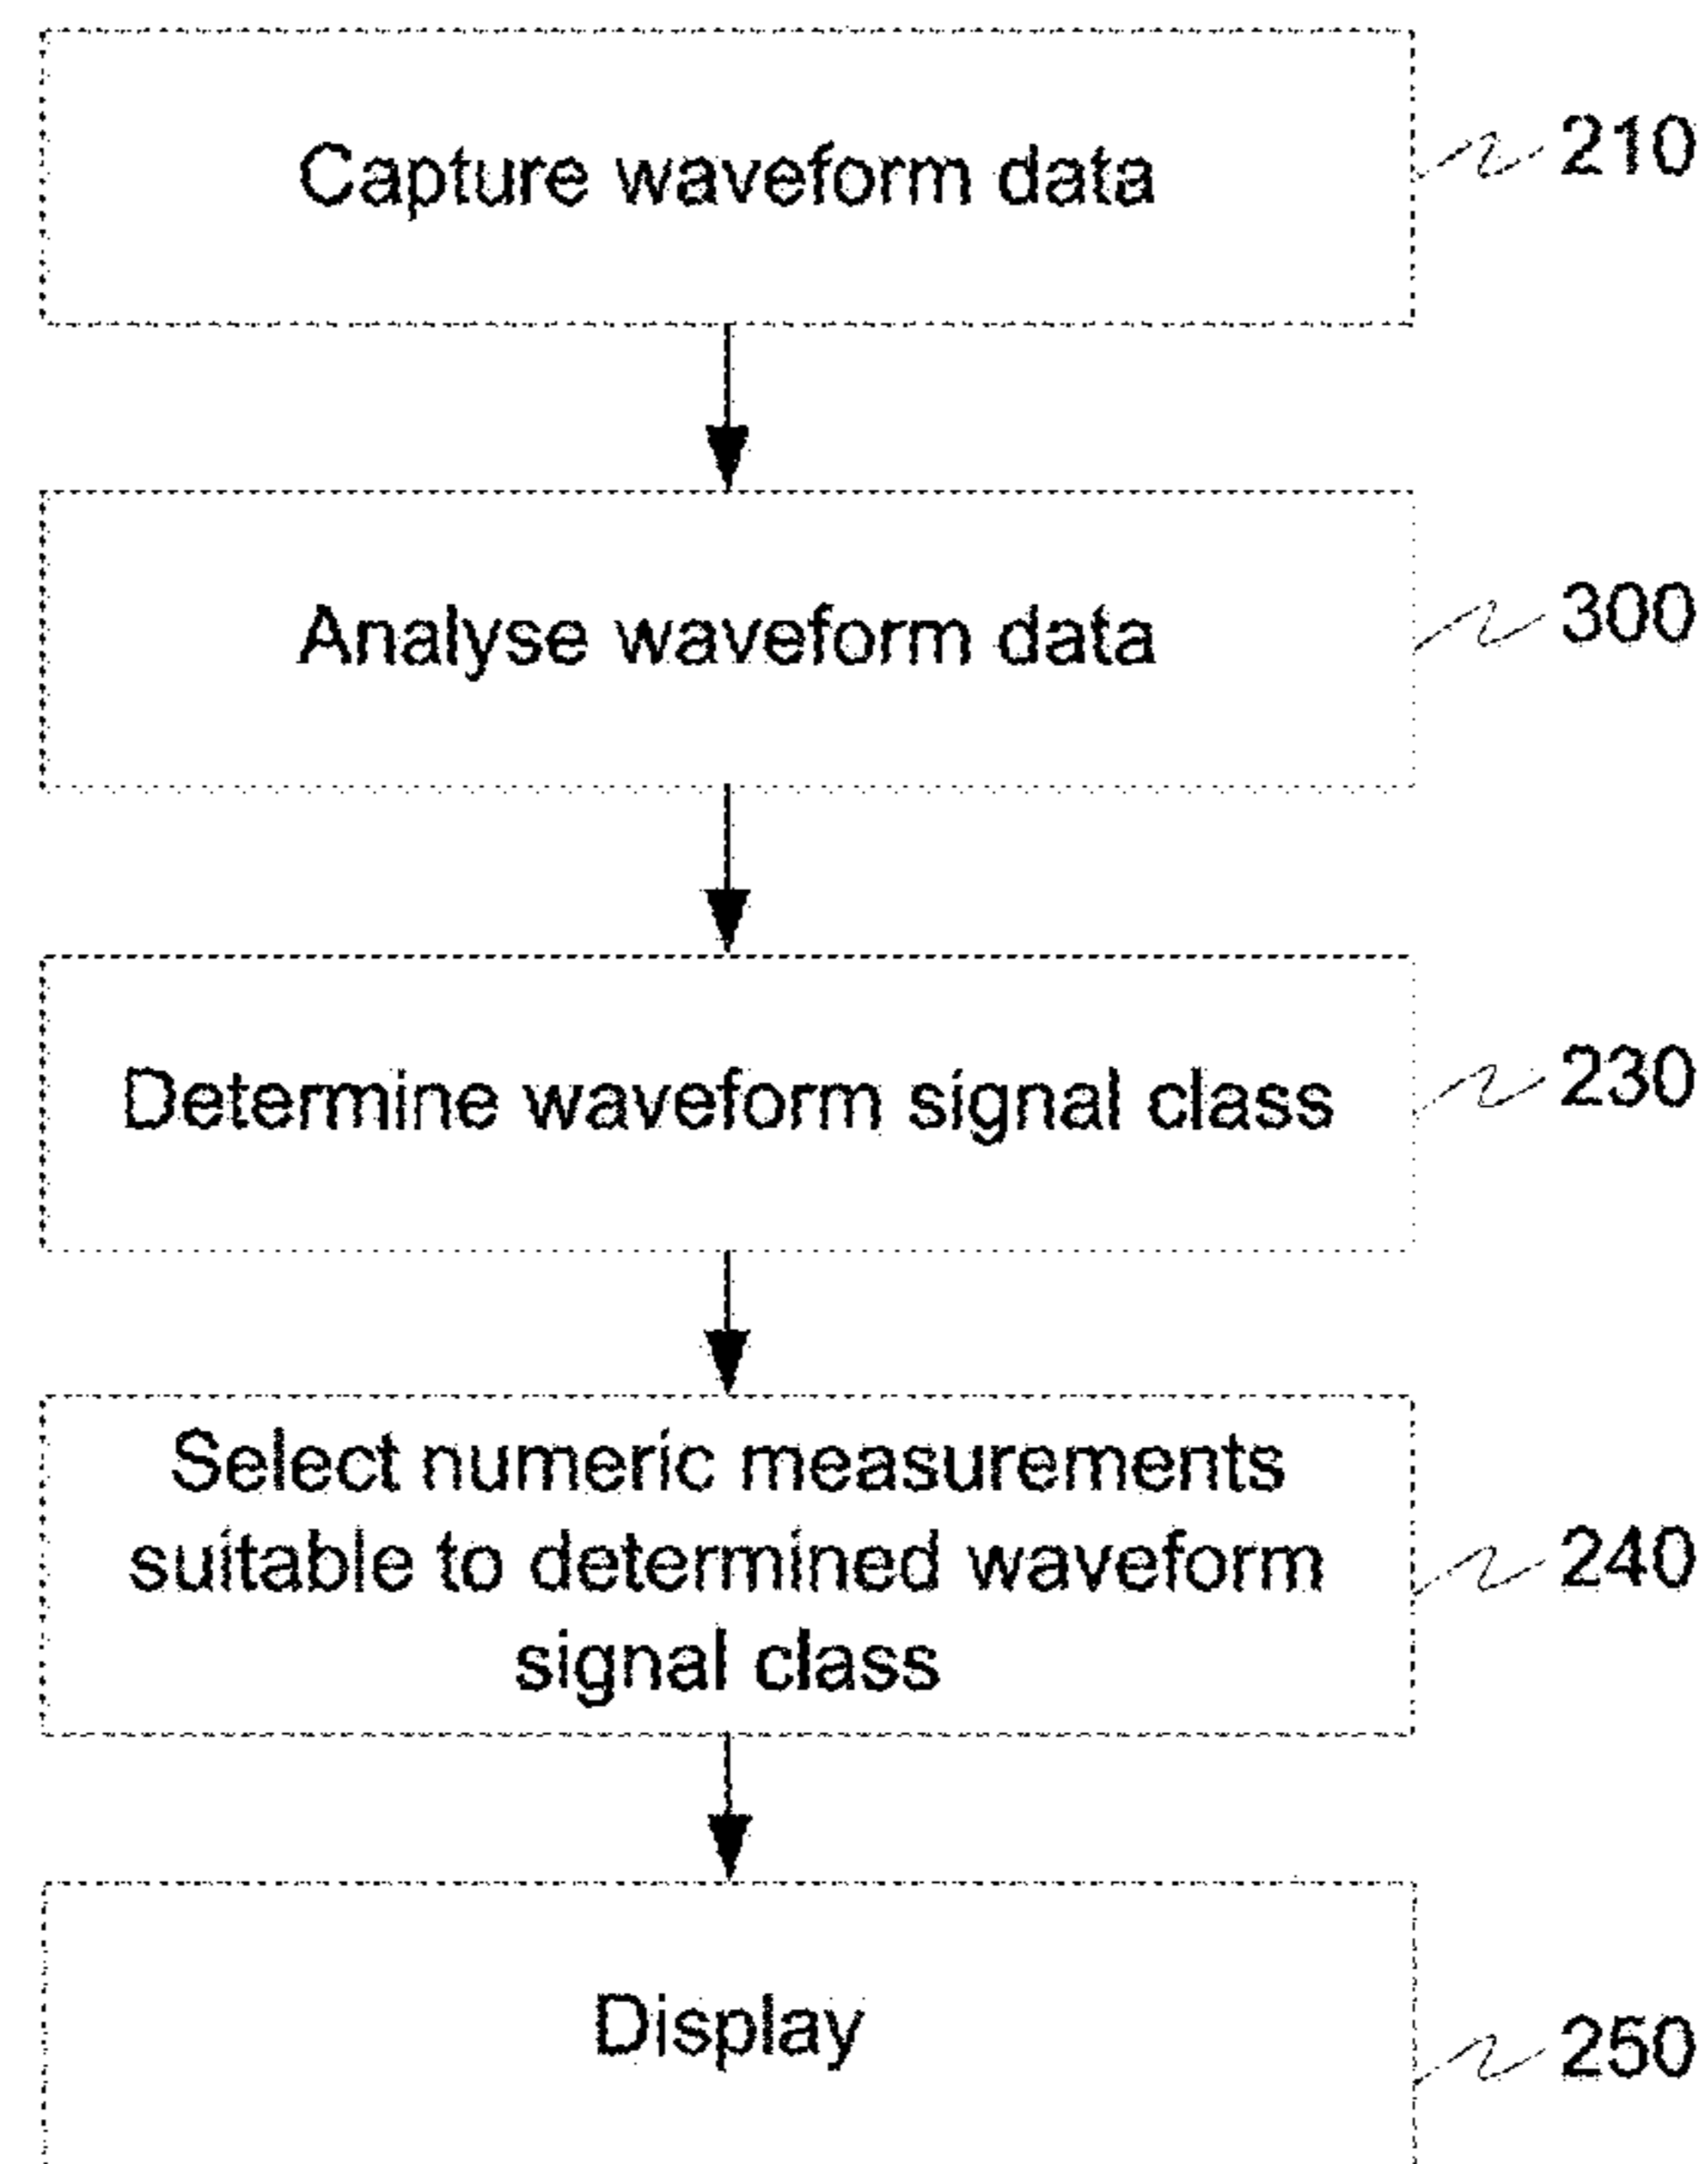 Capture waveform data
210
Analyse waveform data
300
Determine waveform signal class
230
Select numeric measurements
suitable to determined waveform
signal class
240
Display
250